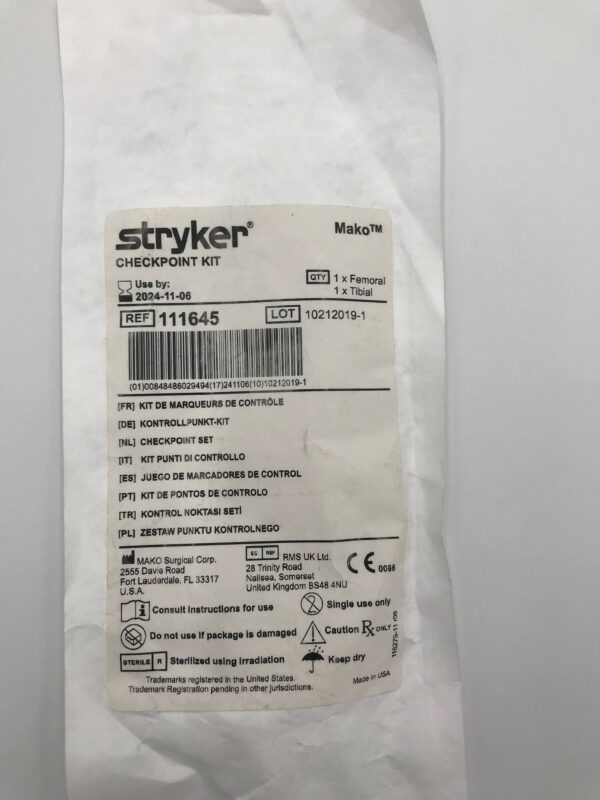 stryker®
Mako™
CHECKPOINT KIT
Use by:
2024-11-06
QTY 1 x Femoral
1 x Tibial
REF 111645
LOT 10212019-1
(01)00848486029494(17)241106(10)10212019-1
[FR] KIT DE MARQUEURS DE CONTRÔLE
[DE] KONTROLLPUNKT-KIT
[NL] CHECKPOINT SET
[IT] KIT PUNTI DI CONTROLLO
[ES] JUEGO DE MARCADORES DE CONTROL
[PT] KIT DE PONTOS DE CONTROLO
[TR] KONTROL NOKTASI SETİ
[PL] ZESTAW PUNKTU KONTROLNEGO
MAKO Surgical Corp.
2555 Davie Road
Fort Lauderdale, FL 33317
U.S.A.
EC REP RMS UK Ltd.
28 Trinity Road
Nailsea, Somerset
United Kingdom BS48 4NU
CE 0086
i Consult instructions for use
2 Single use only
Do not use if package is damaged
Caution Rx ONLY
STERILE R Sterilized using irradiation
Keep dry
116275-11 r06
Trademarks registered in the United States.
Trademark Registration pending in other jurisdictions.
Made in USA